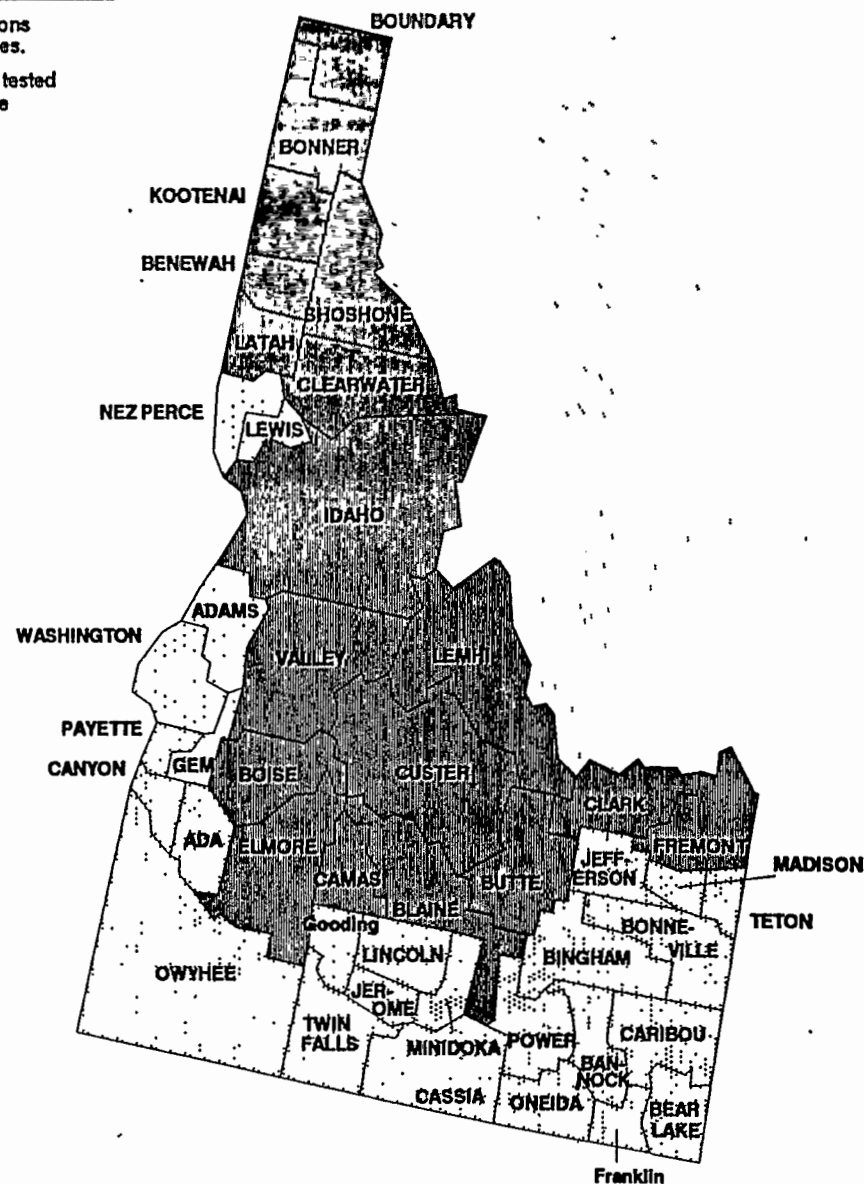 ons
es.
tested
e
BOUNDARY
BONNER
KOOTENAI
BENEWAH
SHOSHONE
LATAH
CLEARWATER
NEZ PERCE
LEWIS
IDAHO
ADAMS
WASHINGTON
VALLEY
LEMHI
PAYETTE
CANYON
GEM
BOISE
CUSTER
CLARK
ADA
ELMORE
JEFF-
ERSON
FREMONT
MADISON
CAMAS
BUTTE
BLAINE
TETON
Gooding
BONNE-
VILLE
LINCOLN
BINGHAM
OWYHEE
JER-
OME
TWIN
FALLS
MINIDOKA
POWER
CARIBOU
BAN-
NOCK
CASSIA
ONEIDA
BEAR
LAKE
Franklin